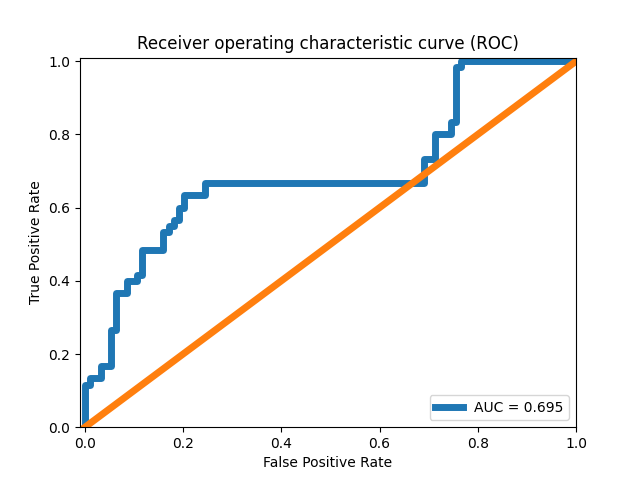 Receiver operating characteristic curve (ROC)
1.0
0.8
0.6
0.4
0.2
0.0
True Positive Rate
AUC = 0.695
0.0 0.2 0.4 0.6 0.8 1.0
False Positive Rate